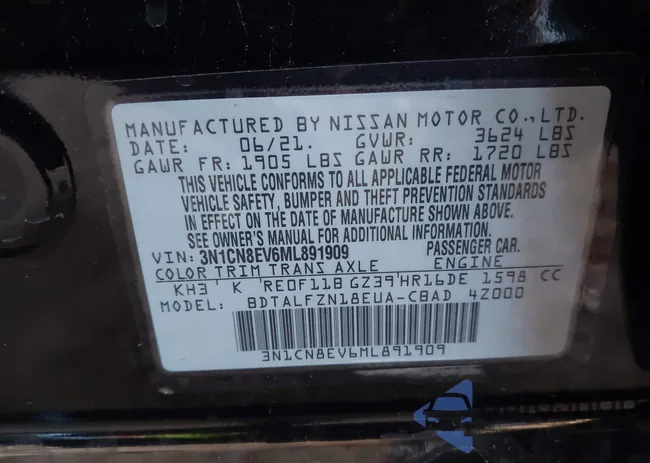 MANUFACTURED BY NISSAN MOTOR CO., LTD.
DATE: 06/21. GVWR: 3624 LBS
GAWR FR: 1905 LBS GAWR RR: 1720 LBS
THIS VEHICLE CONFORMS TO ALL APPLICABLE FEDERAL MOTOR
VEHICLE SAFETY, BUMPER AND THEFT PREVENTION STANDARDS
IN EFFECT ON THE DATE OF MANUFACTURE SHOWN ABOVE.
SEE OWNER'S MANUAL FOR ADDITIONAL INFORMATION.
VIN: 3N1CN8EV6ML891909 PASSENGER CAR.
COLOR TRIM TRANS AXLE ENGINE
KH3 K RE0F11B GZ39 HR16DE 1598 CC
MODEL: BDTALFZN18EUA-CBAD 4Z000
3N1CN8EV6ML891909